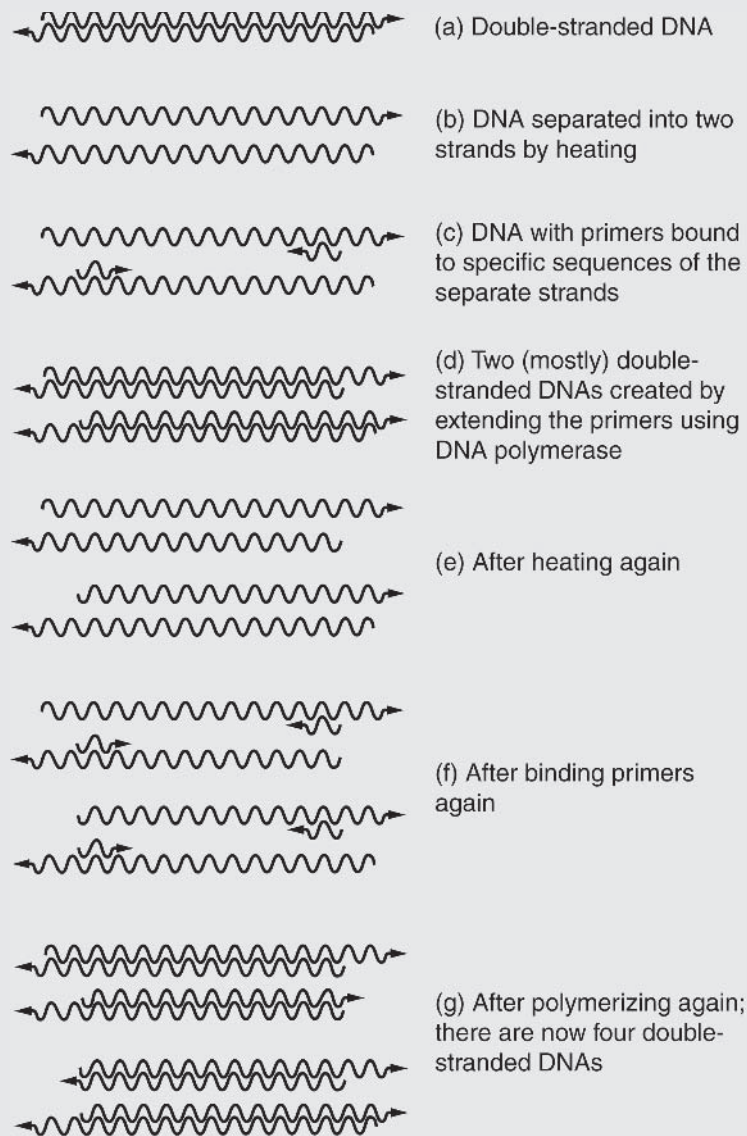 (a) Double-stranded DNA
(b) DNA separated into two
strands by heating
(c) DNA with primers bound
to specific sequences of the
separate strands
(d) Two (mostly) double-
stranded DNAs created by
extending the primers using
DNA polymerase
(e) After heating again
(f) After binding primers
again
(g) After polymerizing again;
there are now four double-
stranded DNAs